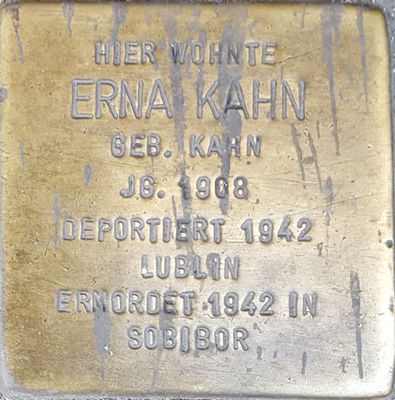 HIER WOHNTE
ERNA KAHN
GEB. KAHN
JG. 1908
DEPORTIERT 1942
LUBLIN
ERMORDET 1942 IN
SOBIBOR